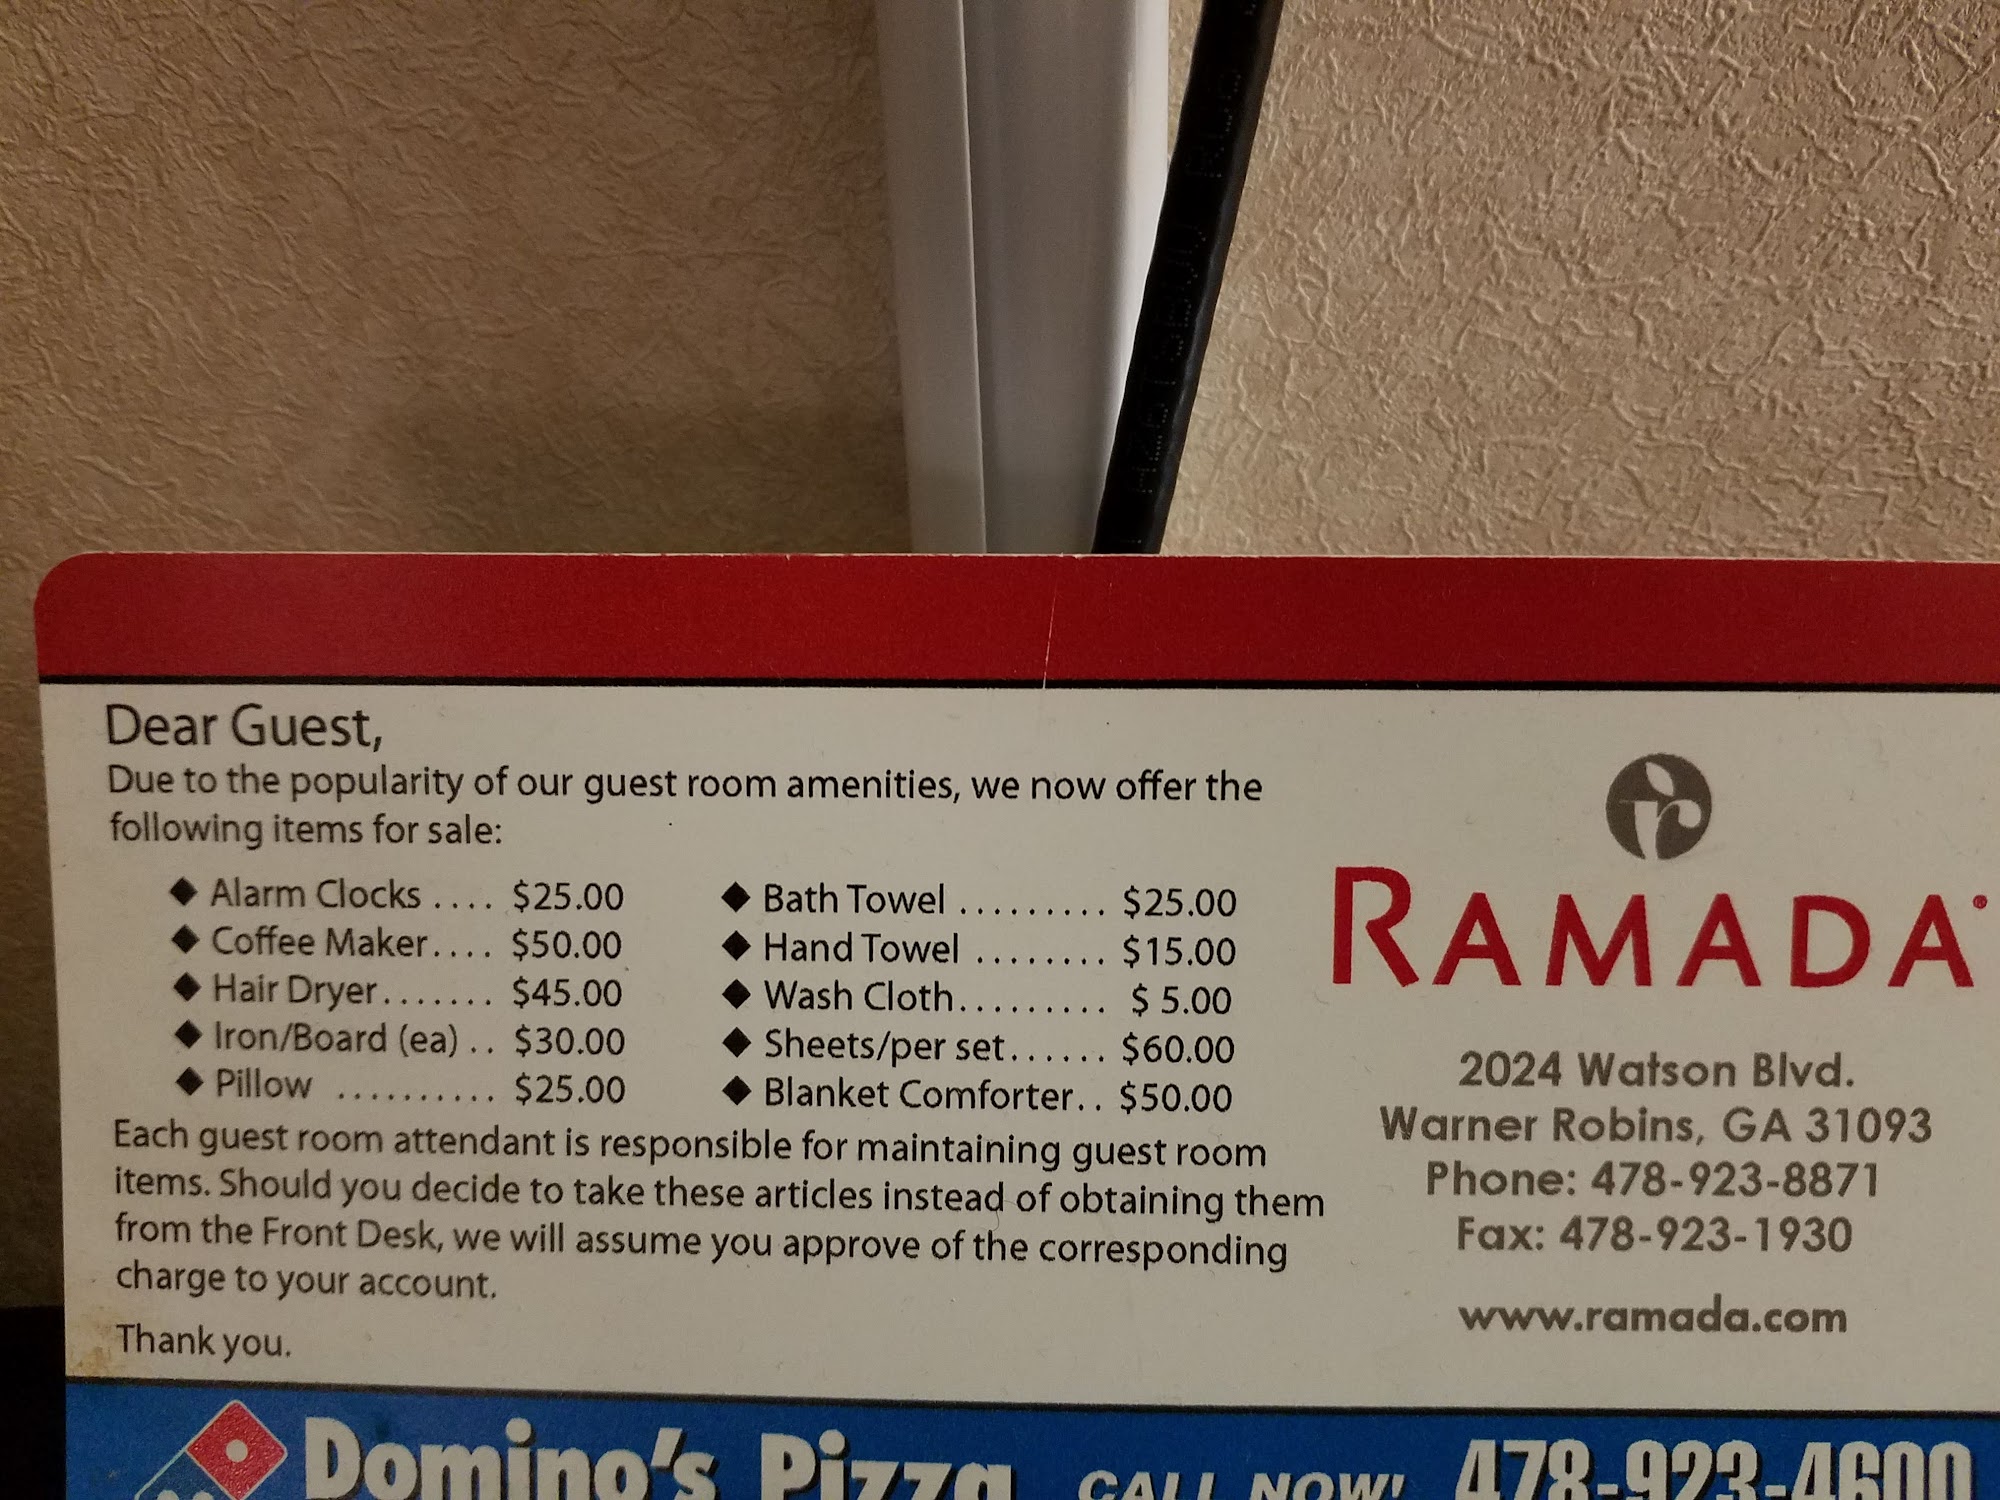 Dear Guest,
Due to the popularity of our guest room amenities, we now offer the
following items for sale:
◆ Alarm Clocks .... $25.00
◆ Coffee Maker.... $50.00
◆ Hair Dryer....... $45.00
◆ Iron/Board (ea) .. $30.00
◆ Pillow .......... $25.00
◆ Bath Towel ......... $25.00
◆ Hand Towel ........ $15.00
◆ Wash Cloth......... $ 5.00
◆ Sheets/per set...... $60.00
◆ Blanket Comforter.. $50.00
Each guest room attendant is responsible for maintaining guest room
items. Should you decide to take these articles instead of obtaining them
from the Front Desk, we will assume you approve of the corresponding
charge to your account.
Thank you.
RAMADA®
2024 Watson Blvd.
Warner Robins, GA 31093
Phone: 478-923-8871
Fax: 478-923-1930
www.ramada.com
Domino's Pizza CALL NOW! 478-923-4600